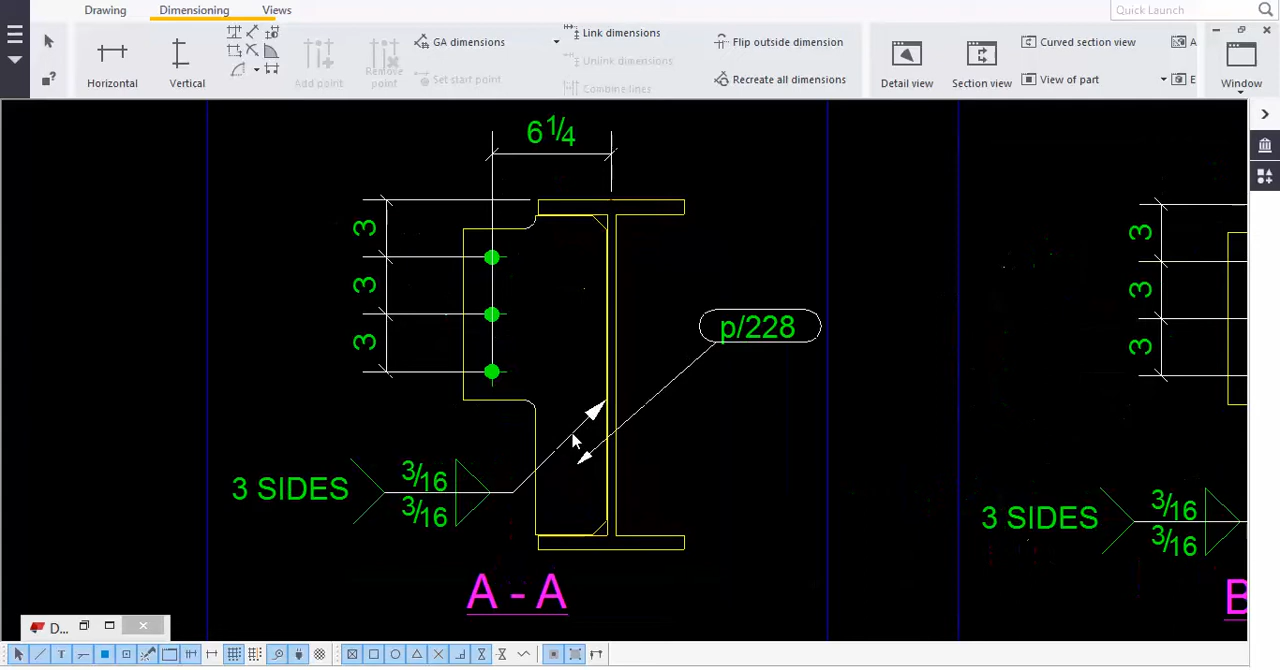 Drawing Dimensioning Views
Quick Launch
Horizontal
Vertical
Add point
Remove point
GA dimensions
Set start point
Link dimensions
Unlink dimensions
Combine lines
Flip outside dimension
Recreate all dimensions
Detail view
Section view
Curved section view
View of part
A
E
Window
6 1/4
3
3
3
p/228
3 SIDES
3/16
3/16
A - A
3
3
3
3 SIDES
3/16
3/16
B
D...